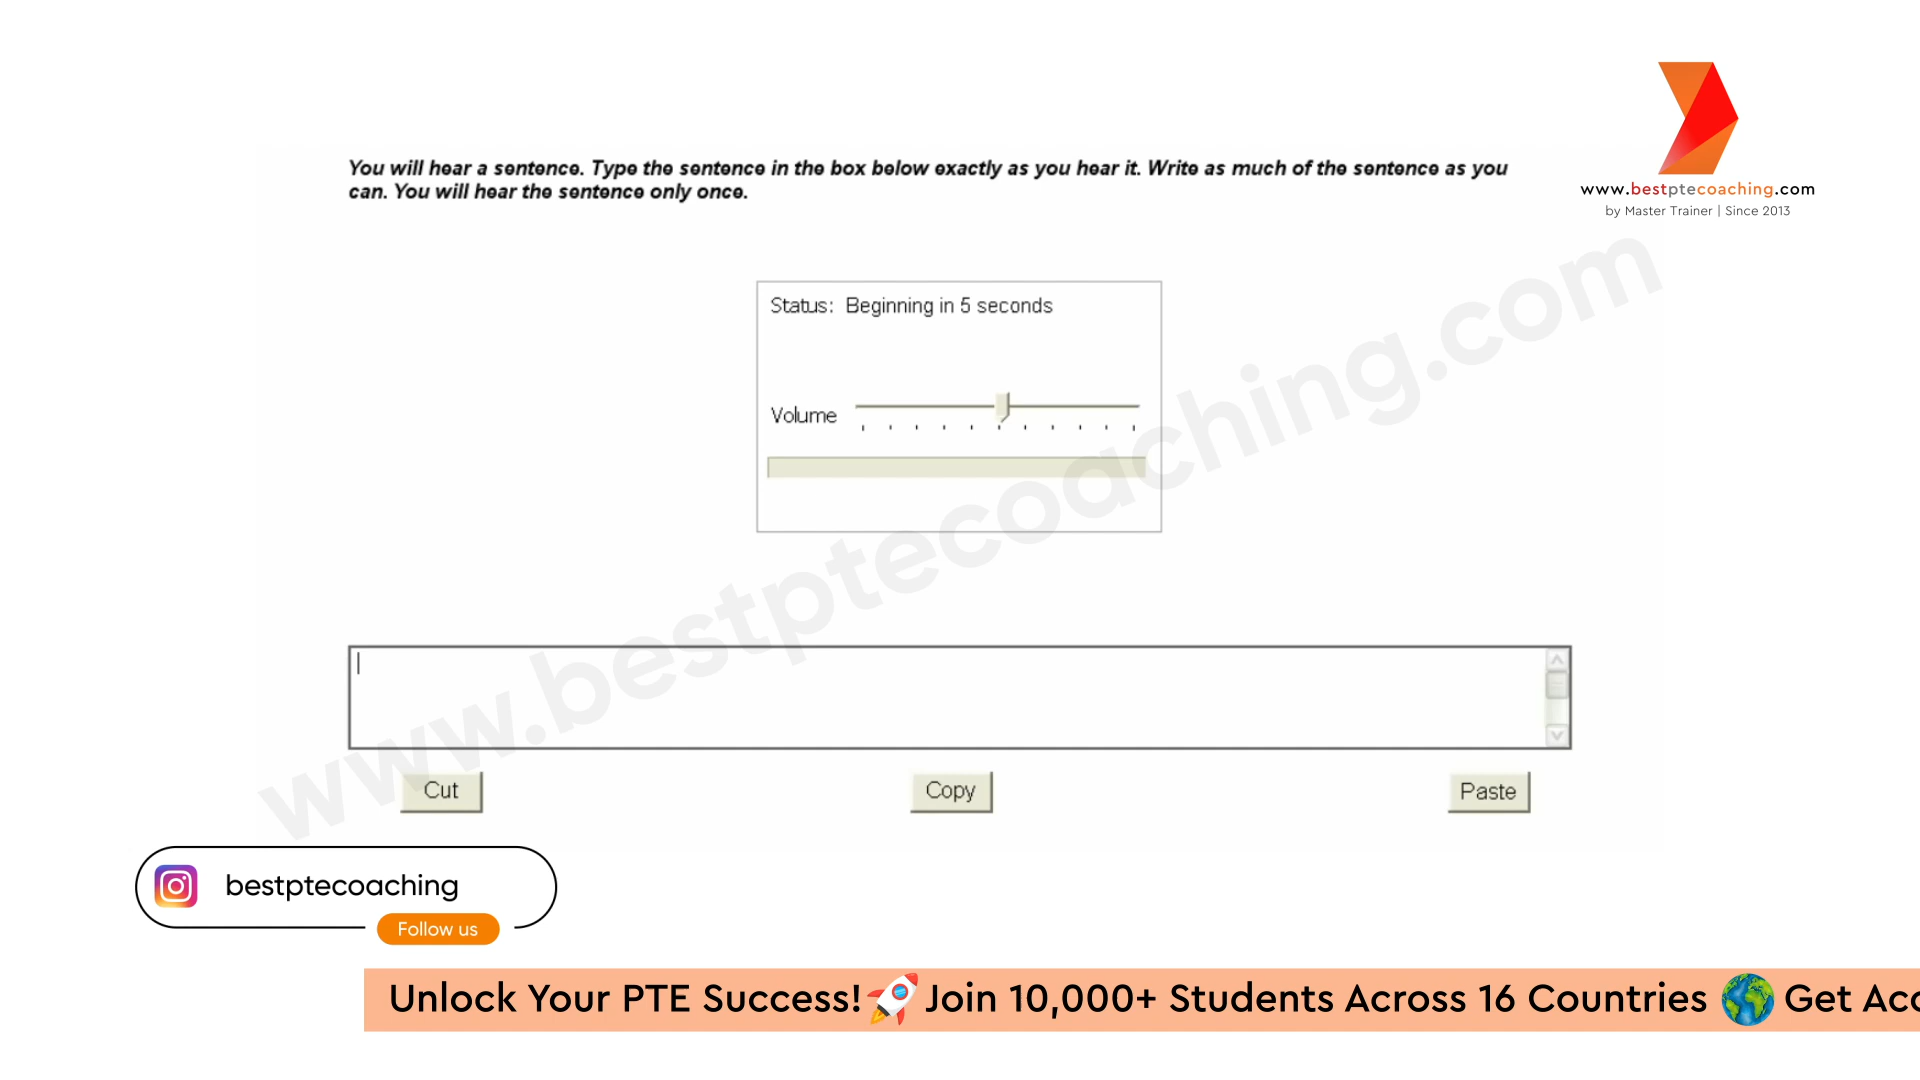 You will hear a sentence. Type the sentence in the box below exactly as you hear it. Write as much of the sentence as you
can. You will hear the sentence only once.
www.bestptecoaching.com
by Master Trainer | Since 2013
Status: Beginning in 5 seconds
Volume
www.bestptecoaching.com
Cut
Copy
Paste
bestptecoaching
Follow us
Unlock Your PTE Success!🚀Join 10,000+ Students Across 16 Countries 🌍 Get